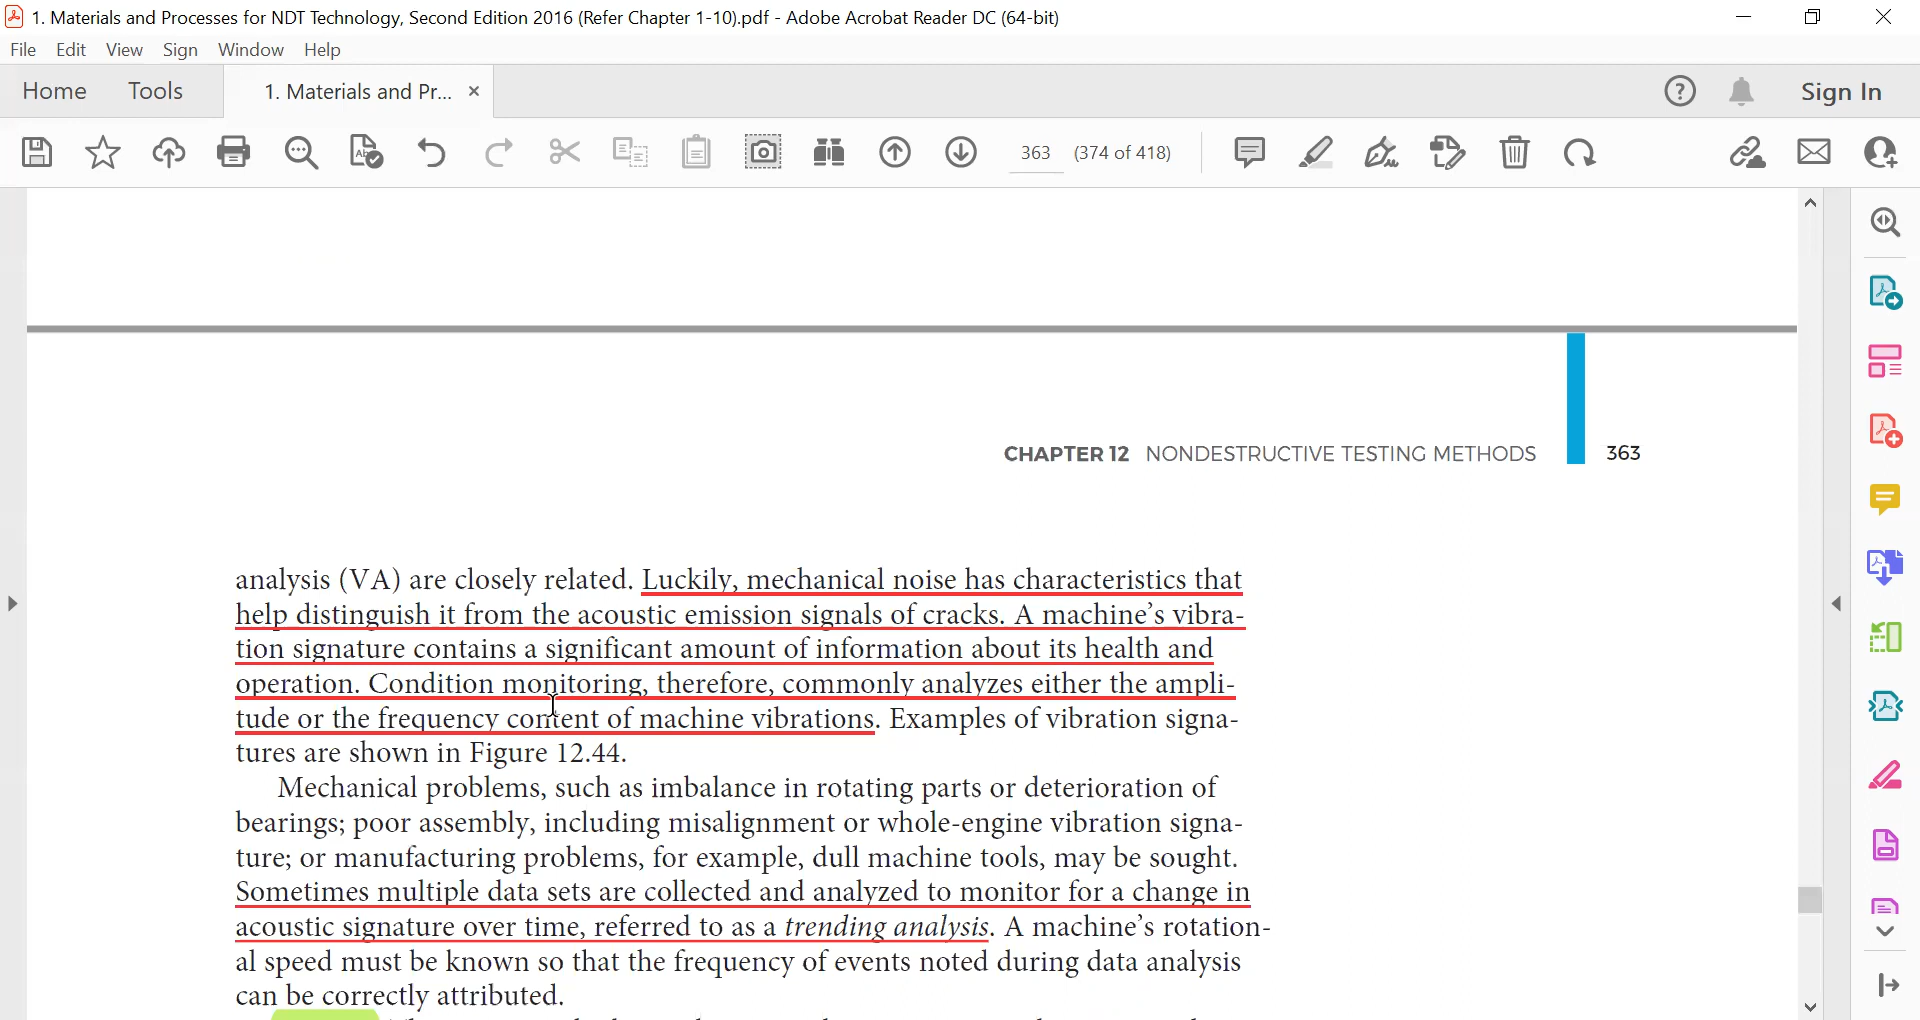 1. Materials and Processes for NDT Technology, Second Edition 2016 (Refer Chapter 1-10).pdf - Adobe Acrobat Reader DC (64-bit)
File Edit View Sign Window Help
Home Tools 1. Materials and Pr... × Sign In
363 (374 of 418)
CHAPTER 12 NONDESTRUCTIVE TESTING METHODS 363
analysis (VA) are closely related. Luckily, mechanical noise has characteristics that
help distinguish it from the acoustic emission signals of cracks. A machine’s vibra-
tion signature contains a significant amount of information about its health and
operation. Condition monitoring, therefore, commonly analyzes either the ampli-
tude or the frequency content of machine vibrations. Examples of vibration signa-
tures are shown in Figure 12.44.
Mechanical problems, such as imbalance in rotating parts or deterioration of
bearings; poor assembly, including misalignment or whole-engine vibration signa-
ture; or manufacturing problems, for example, dull machine tools, may be sought.
Sometimes multiple data sets are collected and analyzed to monitor for a change in
acoustic signature over time, referred to as a trending analysis. A machine’s rotation-
al speed must be known so that the frequency of events noted during data analysis
can be correctly attributed.